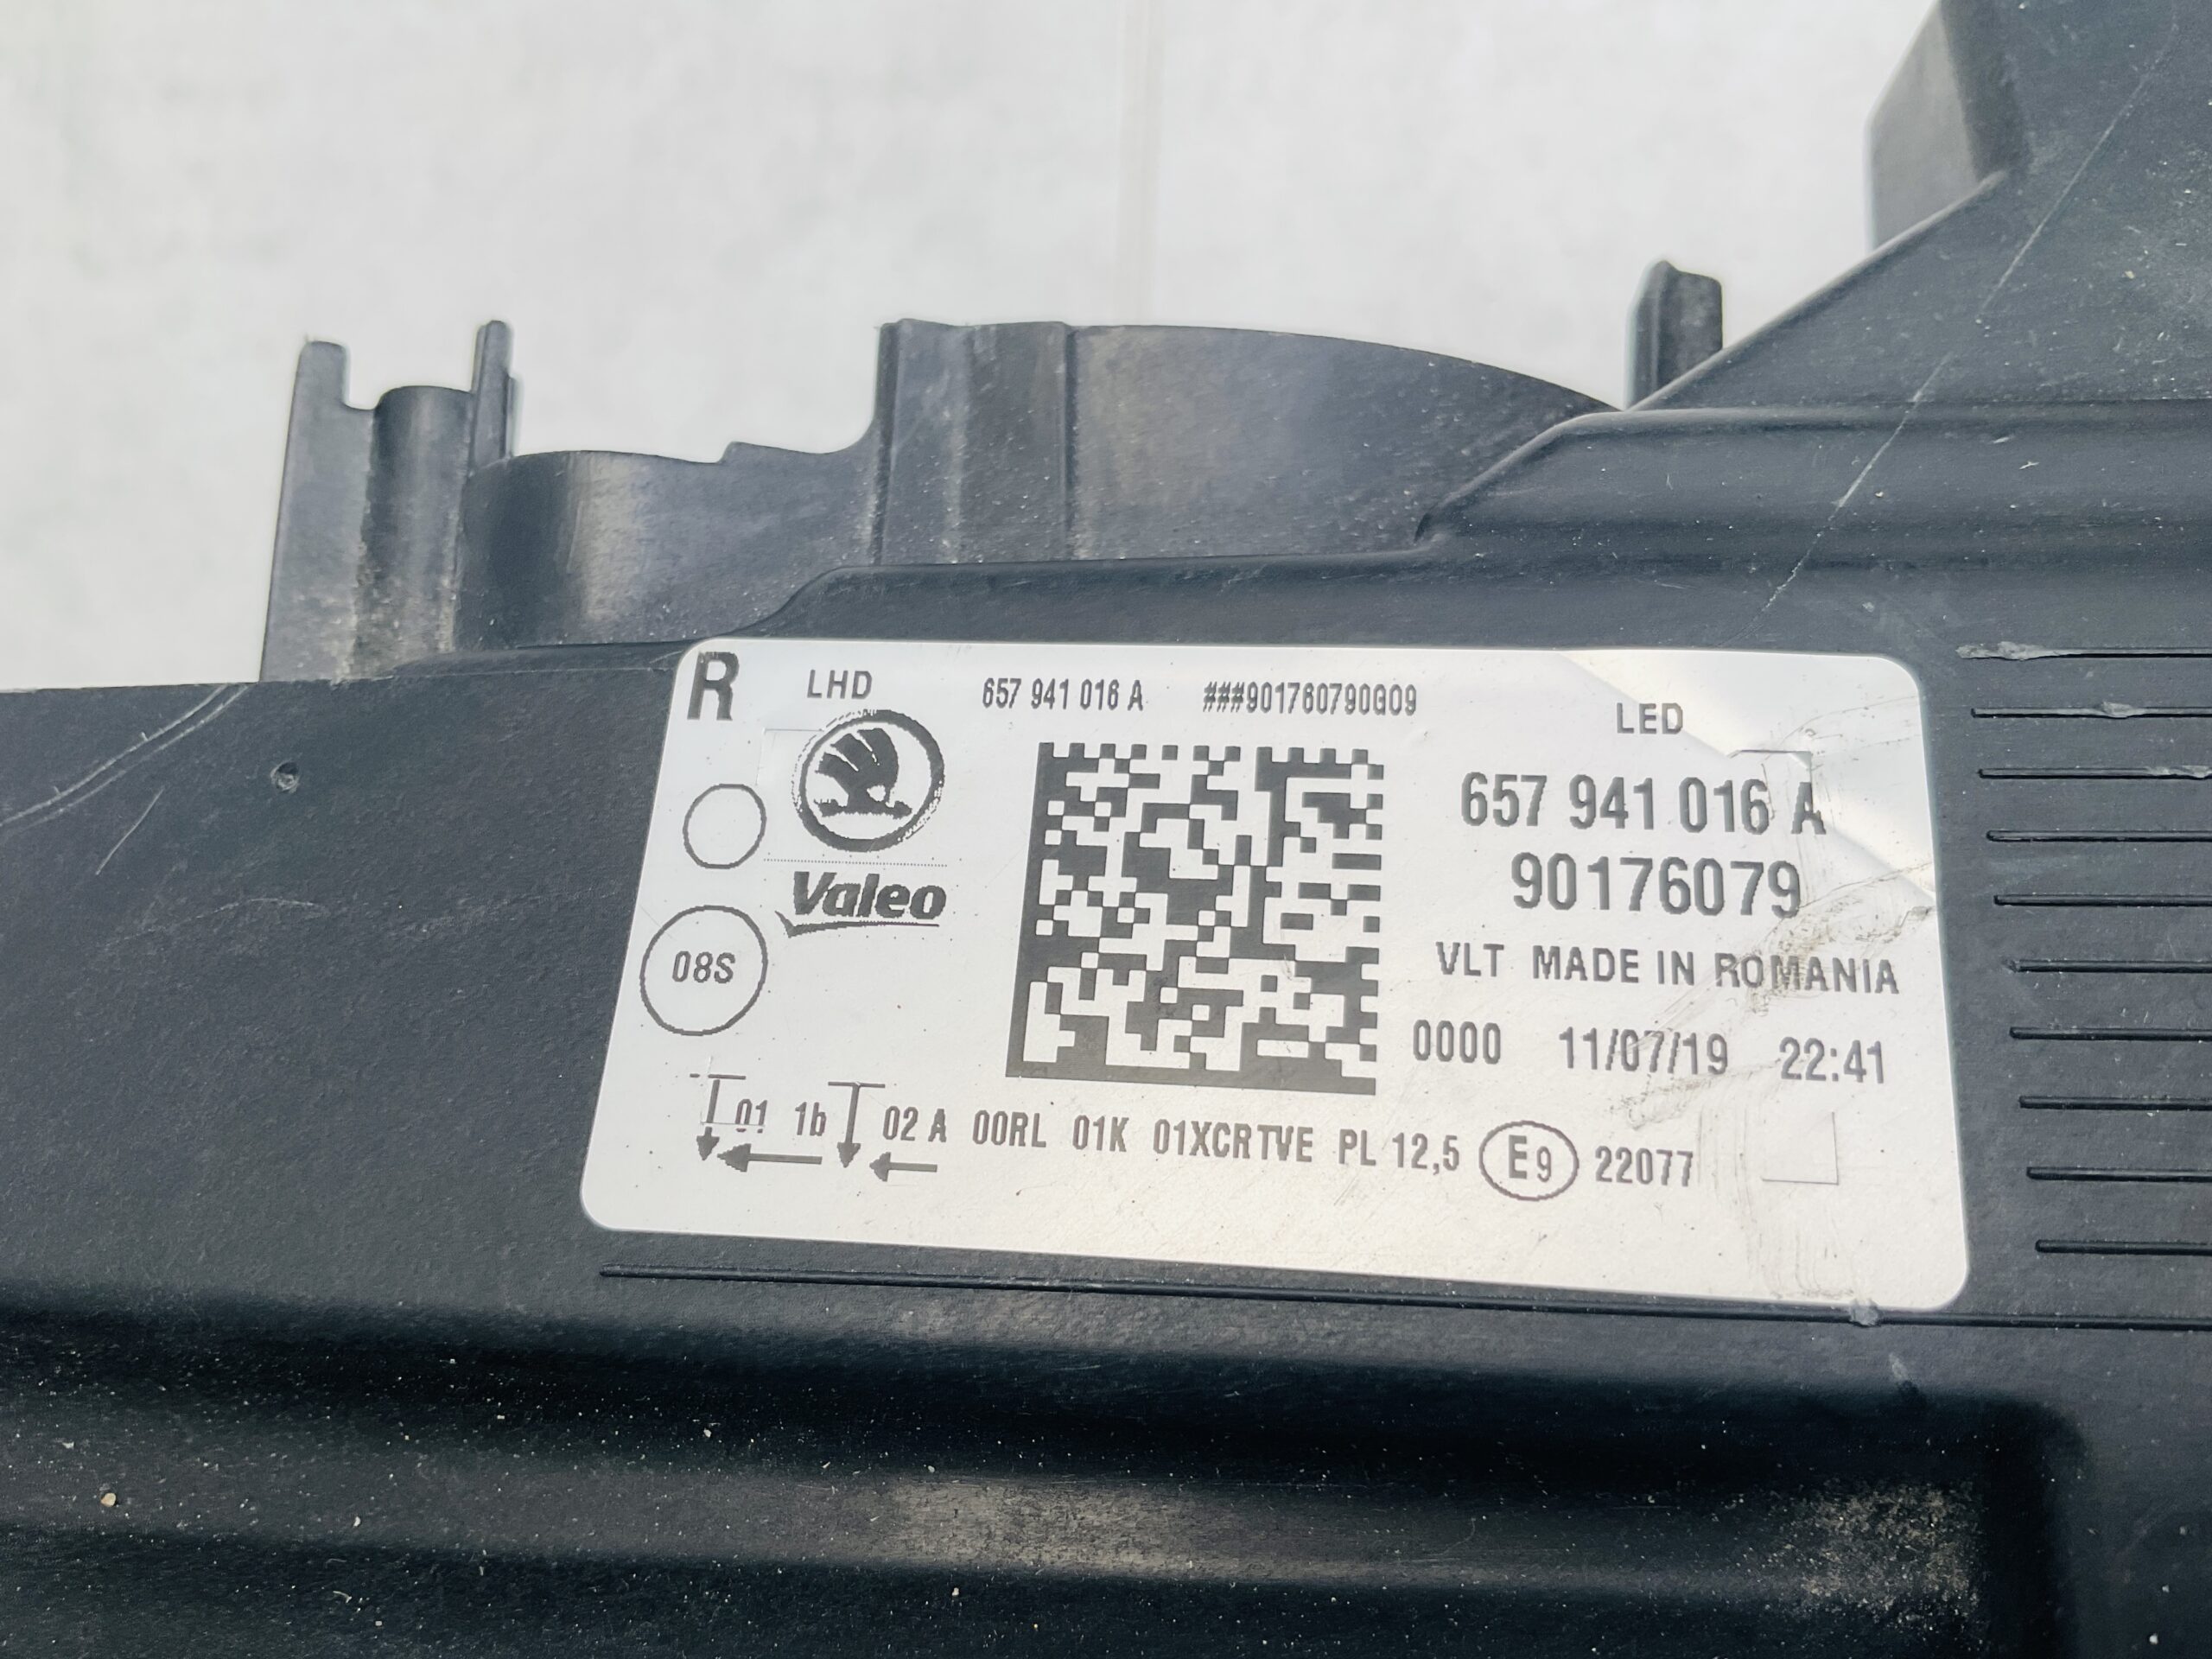 R LHD 657 941 016 A ###901760790G09 LED
657 941 016 A
Valeo
90176079
08S
VLT MADE IN ROMANIA
0000 11/07/19 22:41
01 1b 02 A 00RL 01K 01XCRTVE PL 12,5 E9 22077